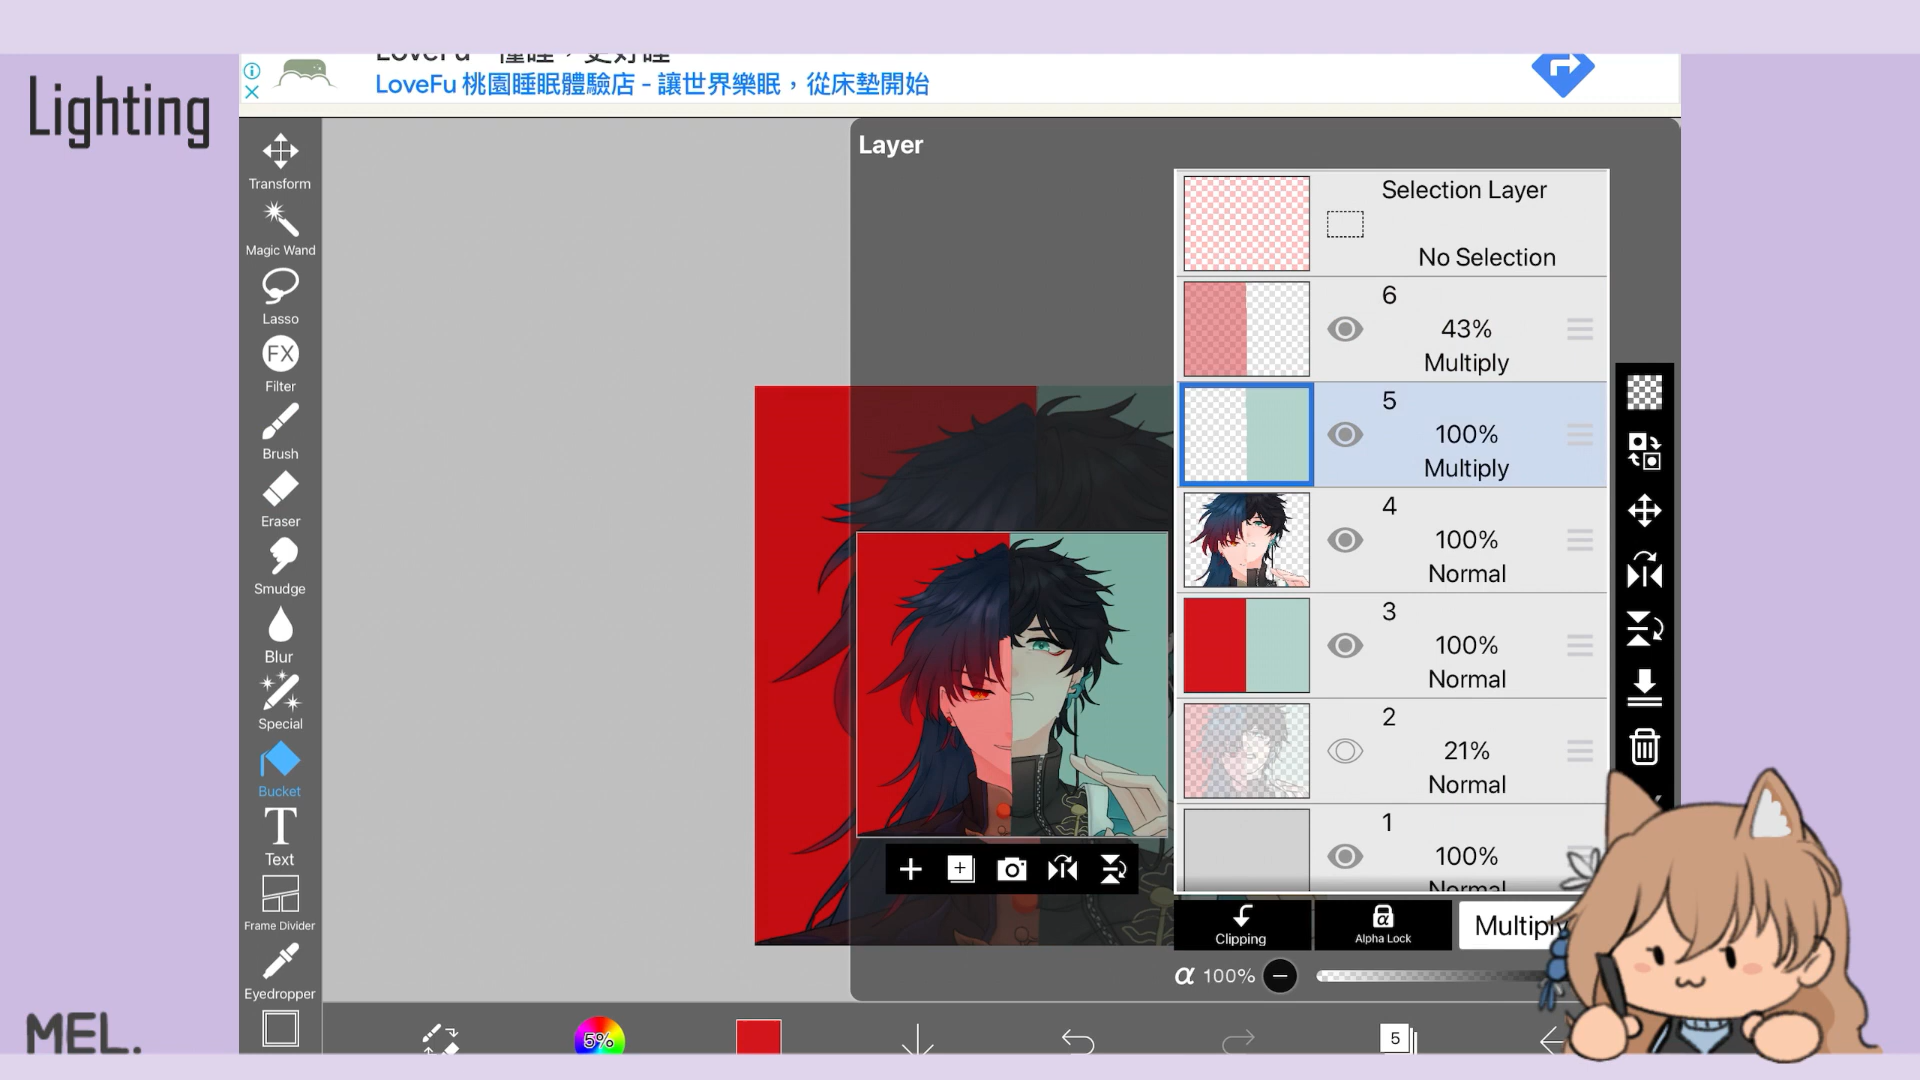 Lighting
LoveFu 桃園睡眠體驗店 - 讓世界樂眠，從床墊開始
Layer
Transform
Magic Wand
Lasso
FX
Filter
Brush
Eraser
Smudge
Blur
Special
Bucket
T
Text
Frame Divider
Eyedropper
Selection Layer
No Selection
6
43%
Multiply
5
100%
Multiply
4
100%
Normal
3
100%
Normal
2
21%
Normal
1
100%
Normal
Clipping
α
Alpha Lock
Multiply
α 100%
5%
5
MEL.